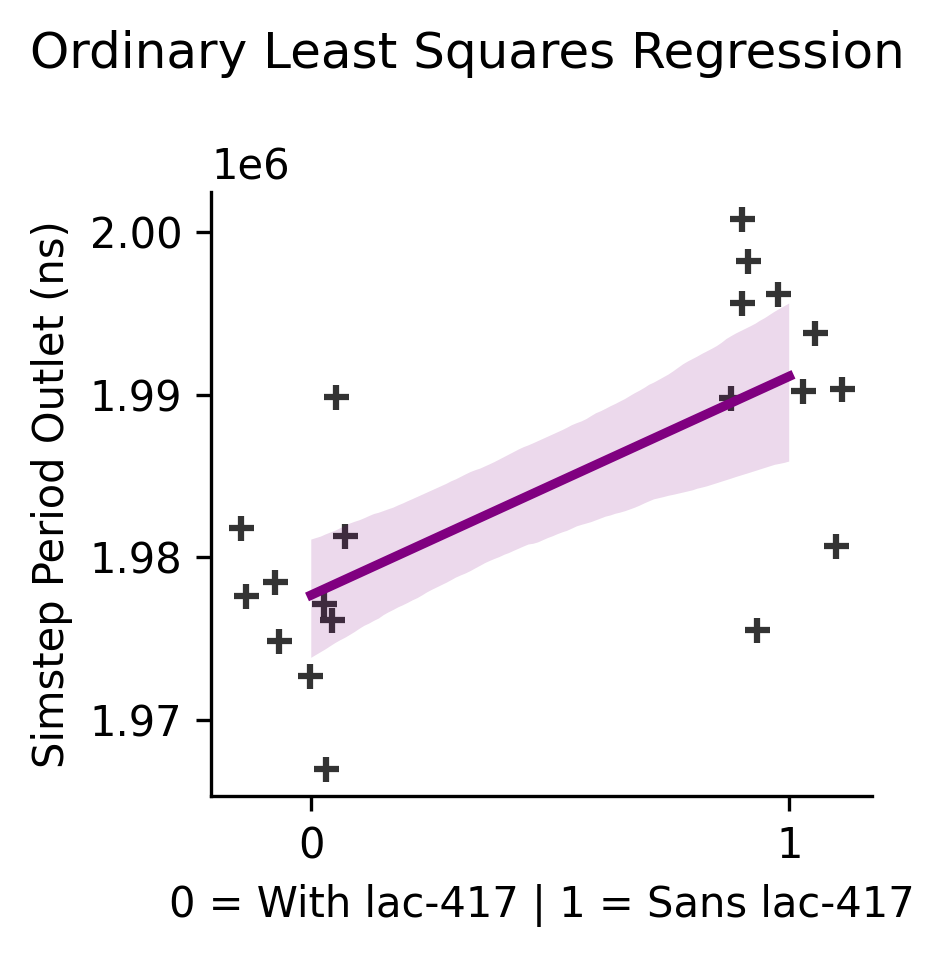 Ordinary Least Squares Regression
1e6
2.00
1.99
1.98
1.97
Simstep Period Outlet (ns)
0 1
0 = With lac-417 | 1 = Sans lac-417